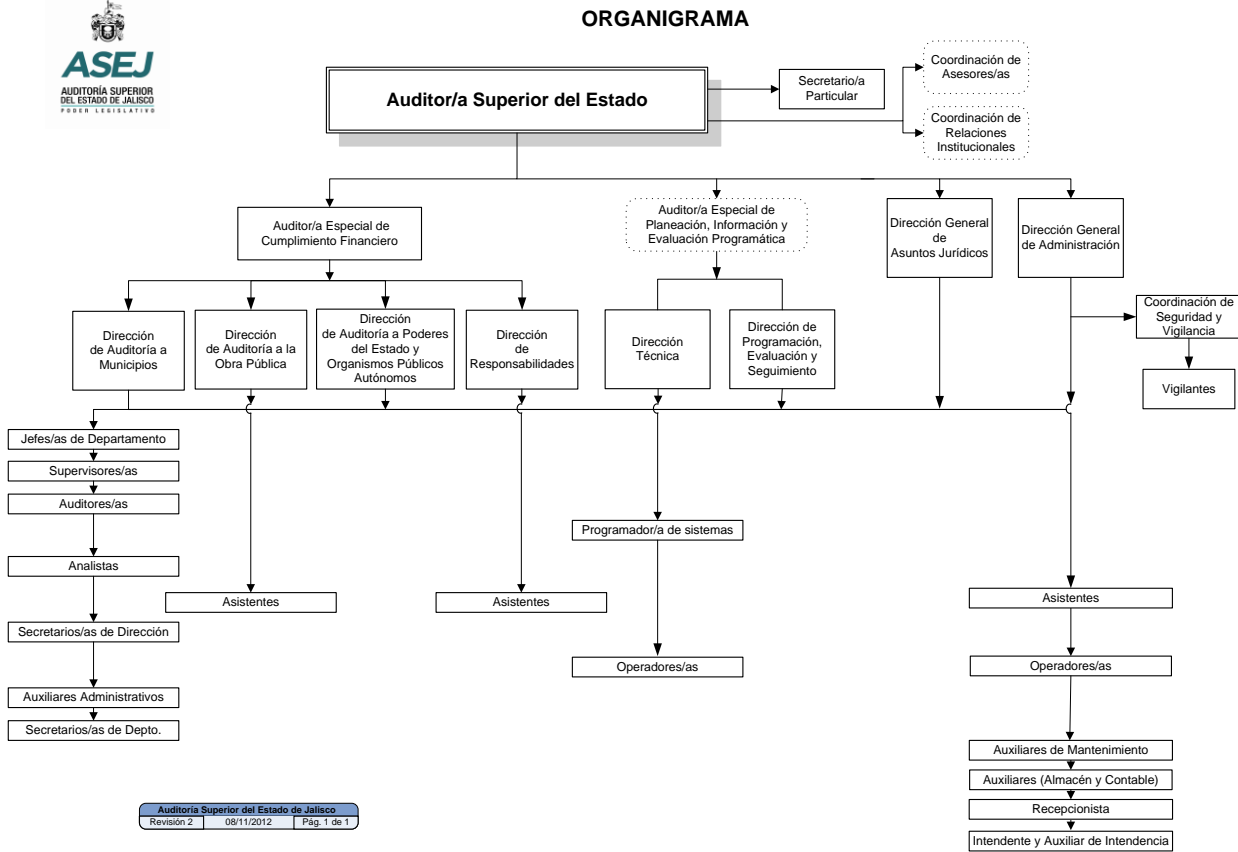 ORGANIGRAMA
ASEJ
AUDITORÍA SUPERIOR
DEL ESTADO DE JALISCO
PODER LEGISLATIVO
Auditor/a Superior del Estado
Secretario/a
Particular
Coordinación de
Asesores/as
Coordinación de
Relaciones
Institucionales
Auditor/a Especial de
Cumplimiento Financiero
Auditor/a Especial de
Planeación, Información y
Evaluación Programática
Dirección General
de
Asuntos Jurídicos
Dirección General
de Administración
Dirección
de Auditoría a
Municipios
Dirección
de Auditoría a la
Obra Pública
Dirección
de Auditoría a Poderes
del Estado y
Organismos Públicos
Autónomos
Dirección
de
Responsabilidades
Dirección
Técnica
Dirección de
Programación,
Evaluación y
Seguimiento
Coordinación de
Seguridad y
Vigilancia
Vigilantes
Jefes/as de Departamento
Supervisores/as
Auditores/as
Analistas
Secretarios/as de Dirección
Auxiliares Administrativos
Secretarios/as de Depto.
Asistentes
Asistentes
Programador/a de sistemas
Operadores/as
Asistentes
Operadores/as
Auxiliares de Mantenimiento
Auxiliares (Almacén y Contable)
Recepcionista
Intendente y Auxiliar de Intendencia
Auditoría Superior del Estado de Jalisco
Revisión 2 08/11/2012 Pág. 1 de 1